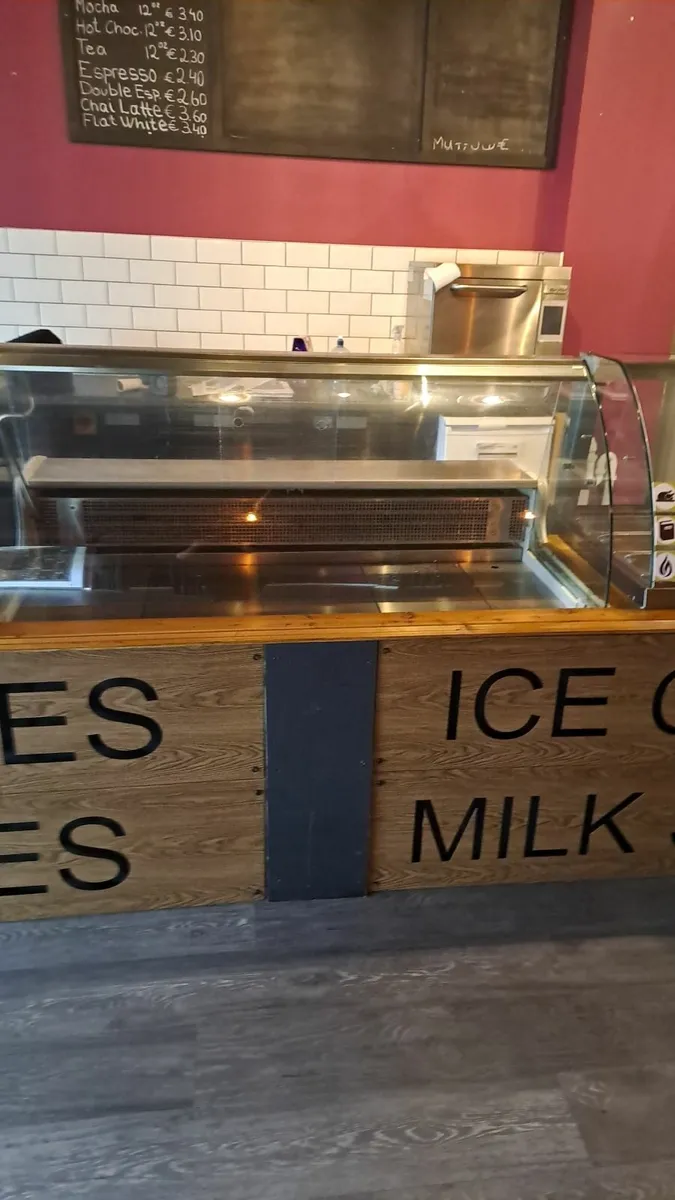 Mocha 12oz € 3.40
Hot Choc. 12oz € 3.10
Tea 12oz € 2.30
Espresso € 2.40
Double Esp. € 2.60
Chai Latte € 3.60
Flat White € 3.40
ES
ICE
ES
MILK